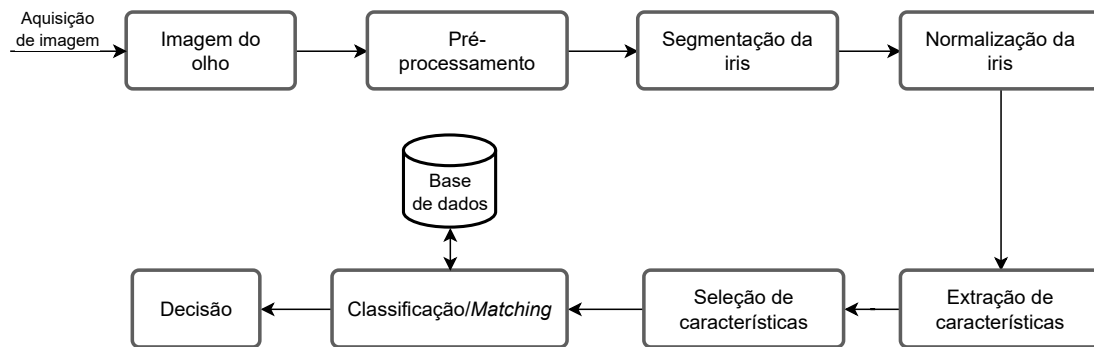 Aquisição
de imagem
Imagem do
olho
Pré-
processamento
Segmentação da
iris
Normalização da
iris
Base
de dados
Decisão
Classificação/Matching
Seleção de
características
Extração de
características